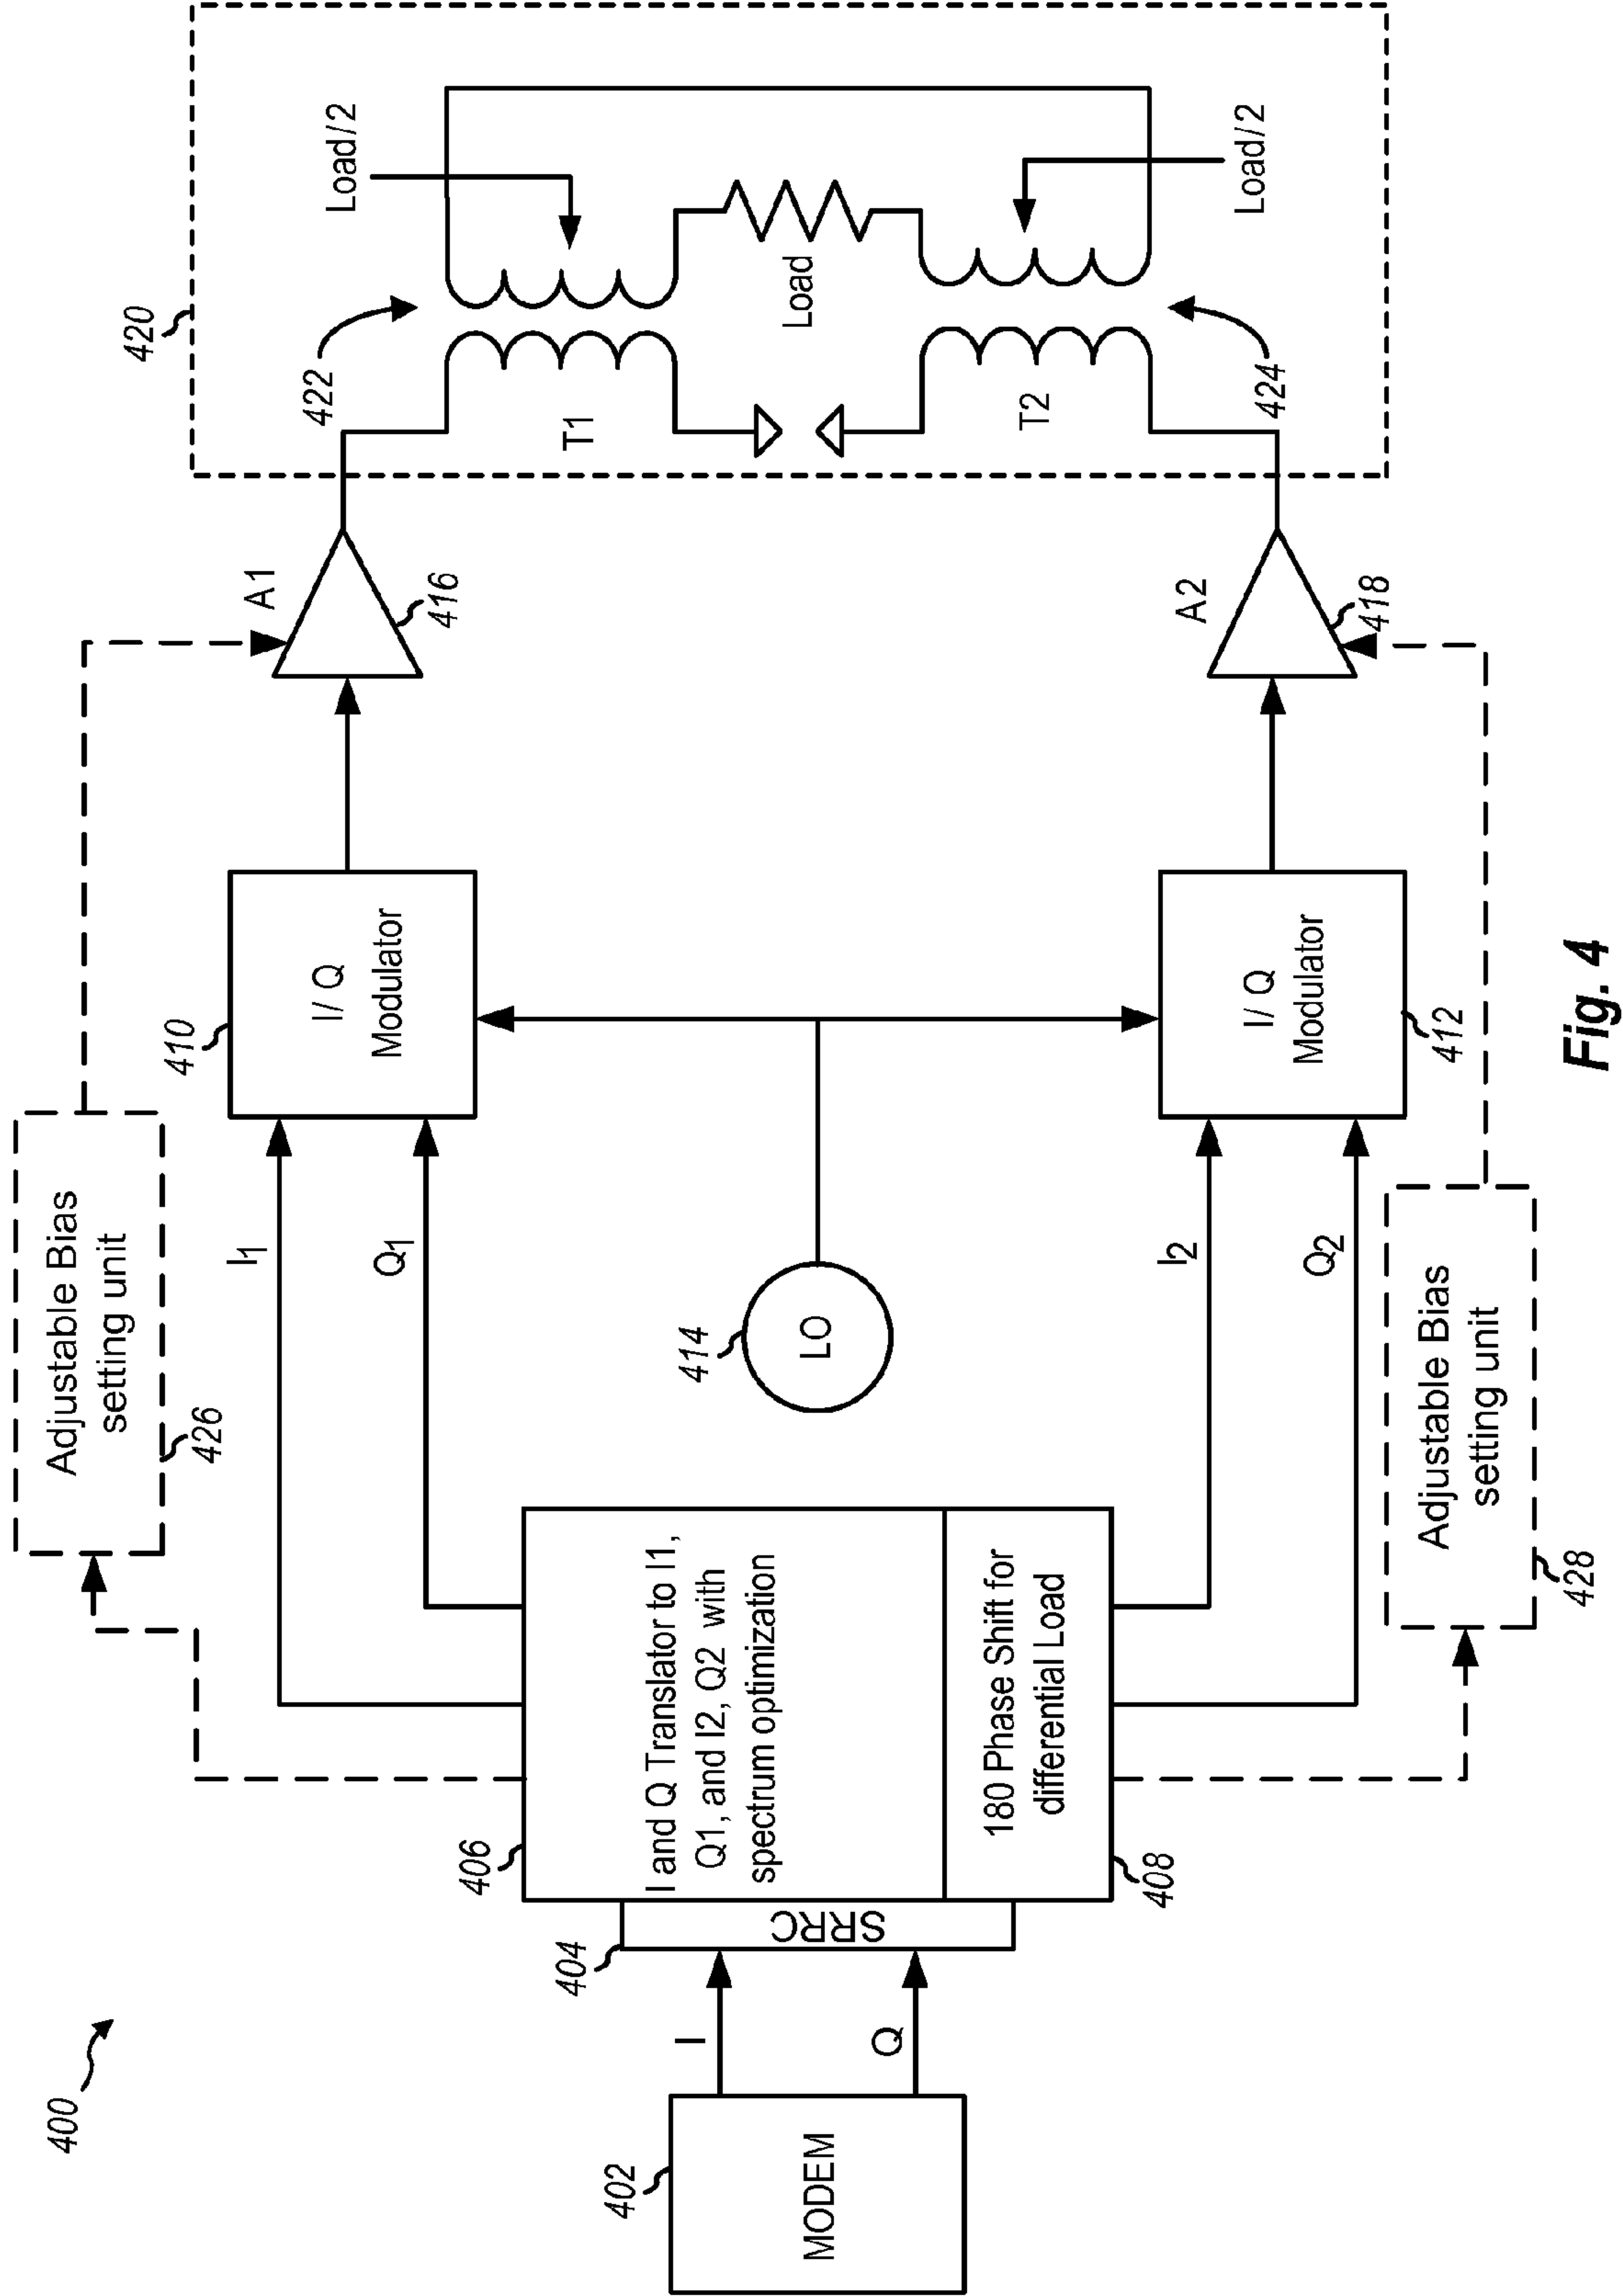 400
402
MODEM
I
Q
404
SRRC
406
I and Q Translator to I1,
Q1, and I2, Q2 with
spectrum optimization
180 Phase Shift for
differential Load
408
Adjustable Bias
setting unit
426
I1
Q1
414
LO
I2
Q2
Adjustable Bias
setting unit
428
410
I/ Q
Modulator
I/ Q
Modulator
412
A1
416
A2
418
420
422
T1
Load/2
Load
T2
424
Load/2
Fig. 4